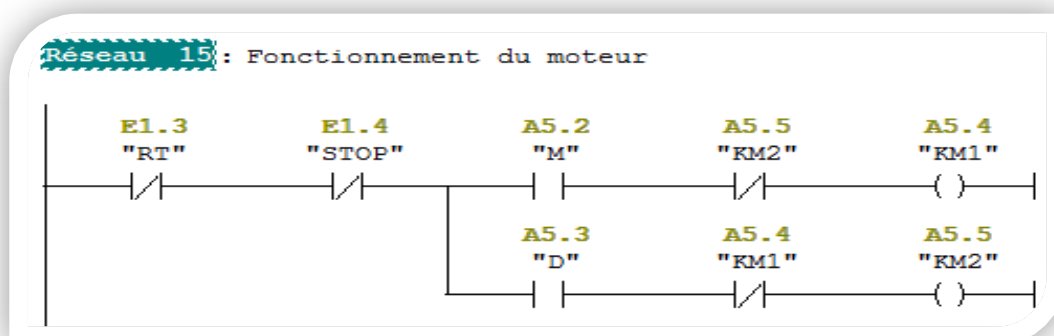 Réseau 15: Fonctionnement du moteur
E1.3 E1.4 A5.2 A5.5 A5.4
"RT" "STOP" "M" "KM2" "KM1"
A5.3 A5.4 A5.5
"D" "KM1" "KM2"